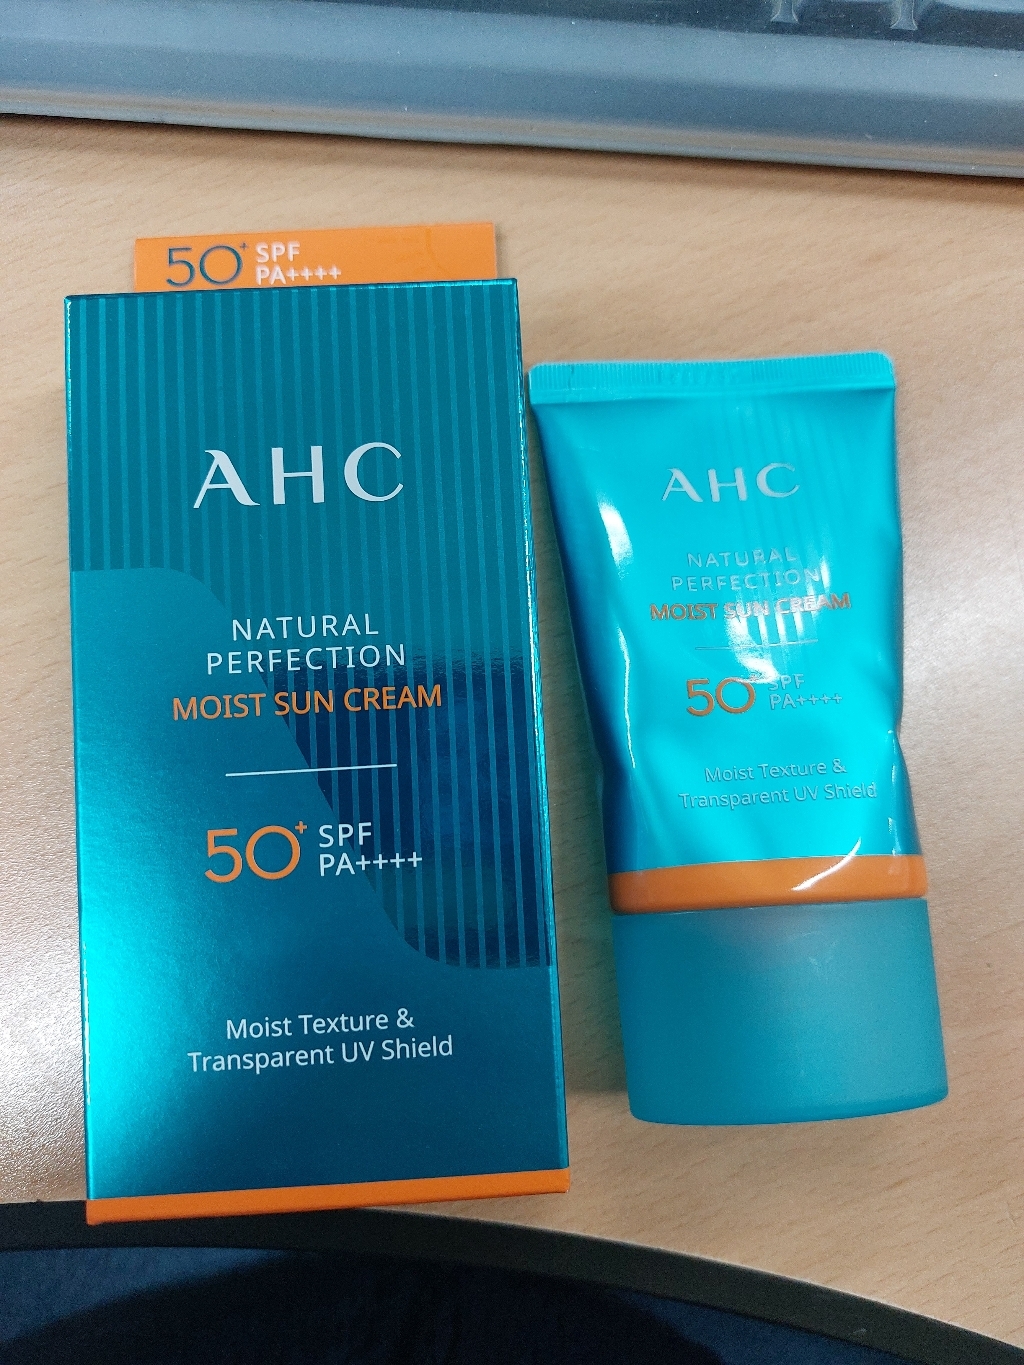 50+ SPF
PA++++
AHC
NATURAL
PERFECTION
MOIST SUN CREAM
50+ SPF
PA++++
Moist Texture &
Transparent UV Shield
AHC
NATURAL
PERFECTION
MOIST SUN CREAM
50+ SPF
PA++++
Moist Texture &
Transparent UV Shield